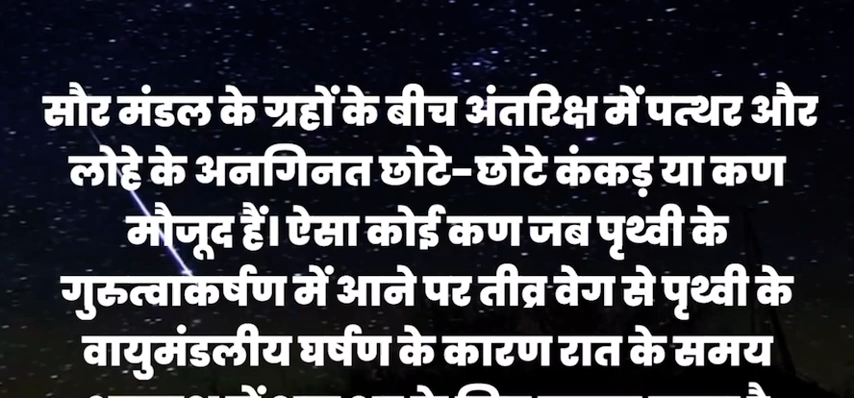 सौर मंडल के ग्रहों के बीच अंतरिक्ष में पत्थर और
लोहे के अनगिनत छोटे-छोटे कंकड़ या कण
मौजूद हैं। ऐसा कोई कण जब पृथ्वी के
गुरुत्वाकर्षण में आने पर तीव्र वेग से पृथ्वी के
वायुमंडलीय घर्षण के कारण रात के समय